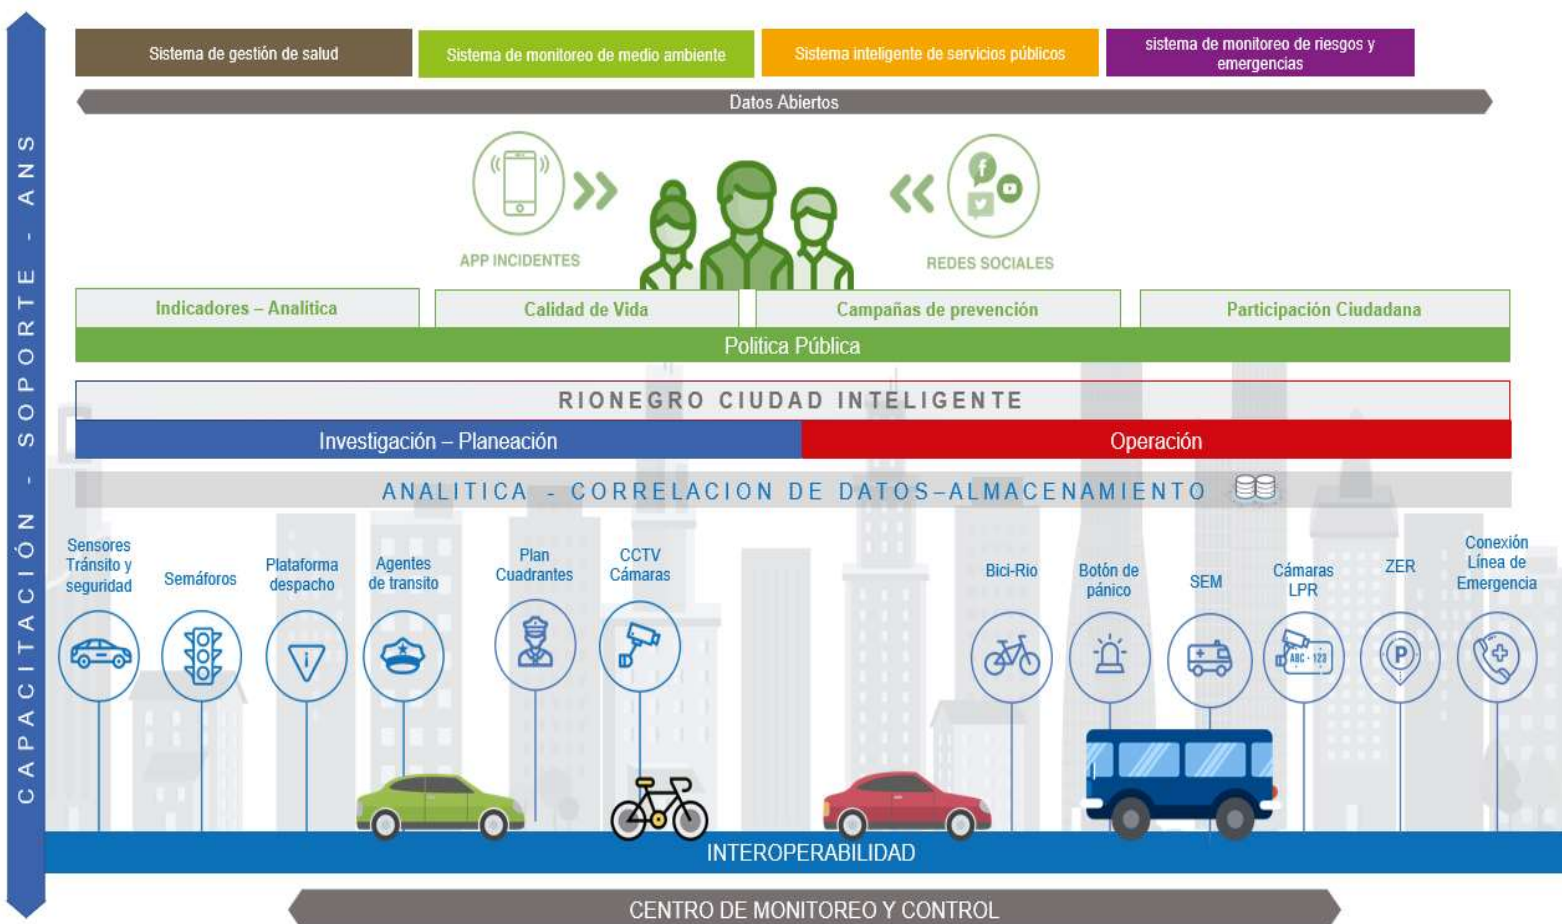 CAPACITACIÓN - SOPORTE - ANS
Sistema de gestión de salud
Sistema de monitoreo de medio ambiente
Sistema inteligente de servicios públicos
sistema de monitoreo de riesgos y
emergencias
Datos Abiertos
APP INCIDENTES
REDES SOCIALES
Indicadores – Analítica
Calidad de Vida
Campañas de prevención
Participación Ciudadana
Politica Pública
RIONEGRO CIUDAD INTELIGENTE
Investigación – Planeación
Operación
ANALITICA - CORRELACION DE DATOS–ALMACENAMIENTO
Sensores
Tránsito y
seguridad
Semáforos
Plataforma
despacho
Agentes
de transito
Plan
Cuadrantes
CCTV
Cámaras
Bici-Rio
Botón de
pánico
SEM
Cámaras
LPR
ABC - 123
ZER
P
Conexión
Línea de
Emergencia
INTEROPERABILIDAD
CENTRO DE MONITOREO Y CONTROL